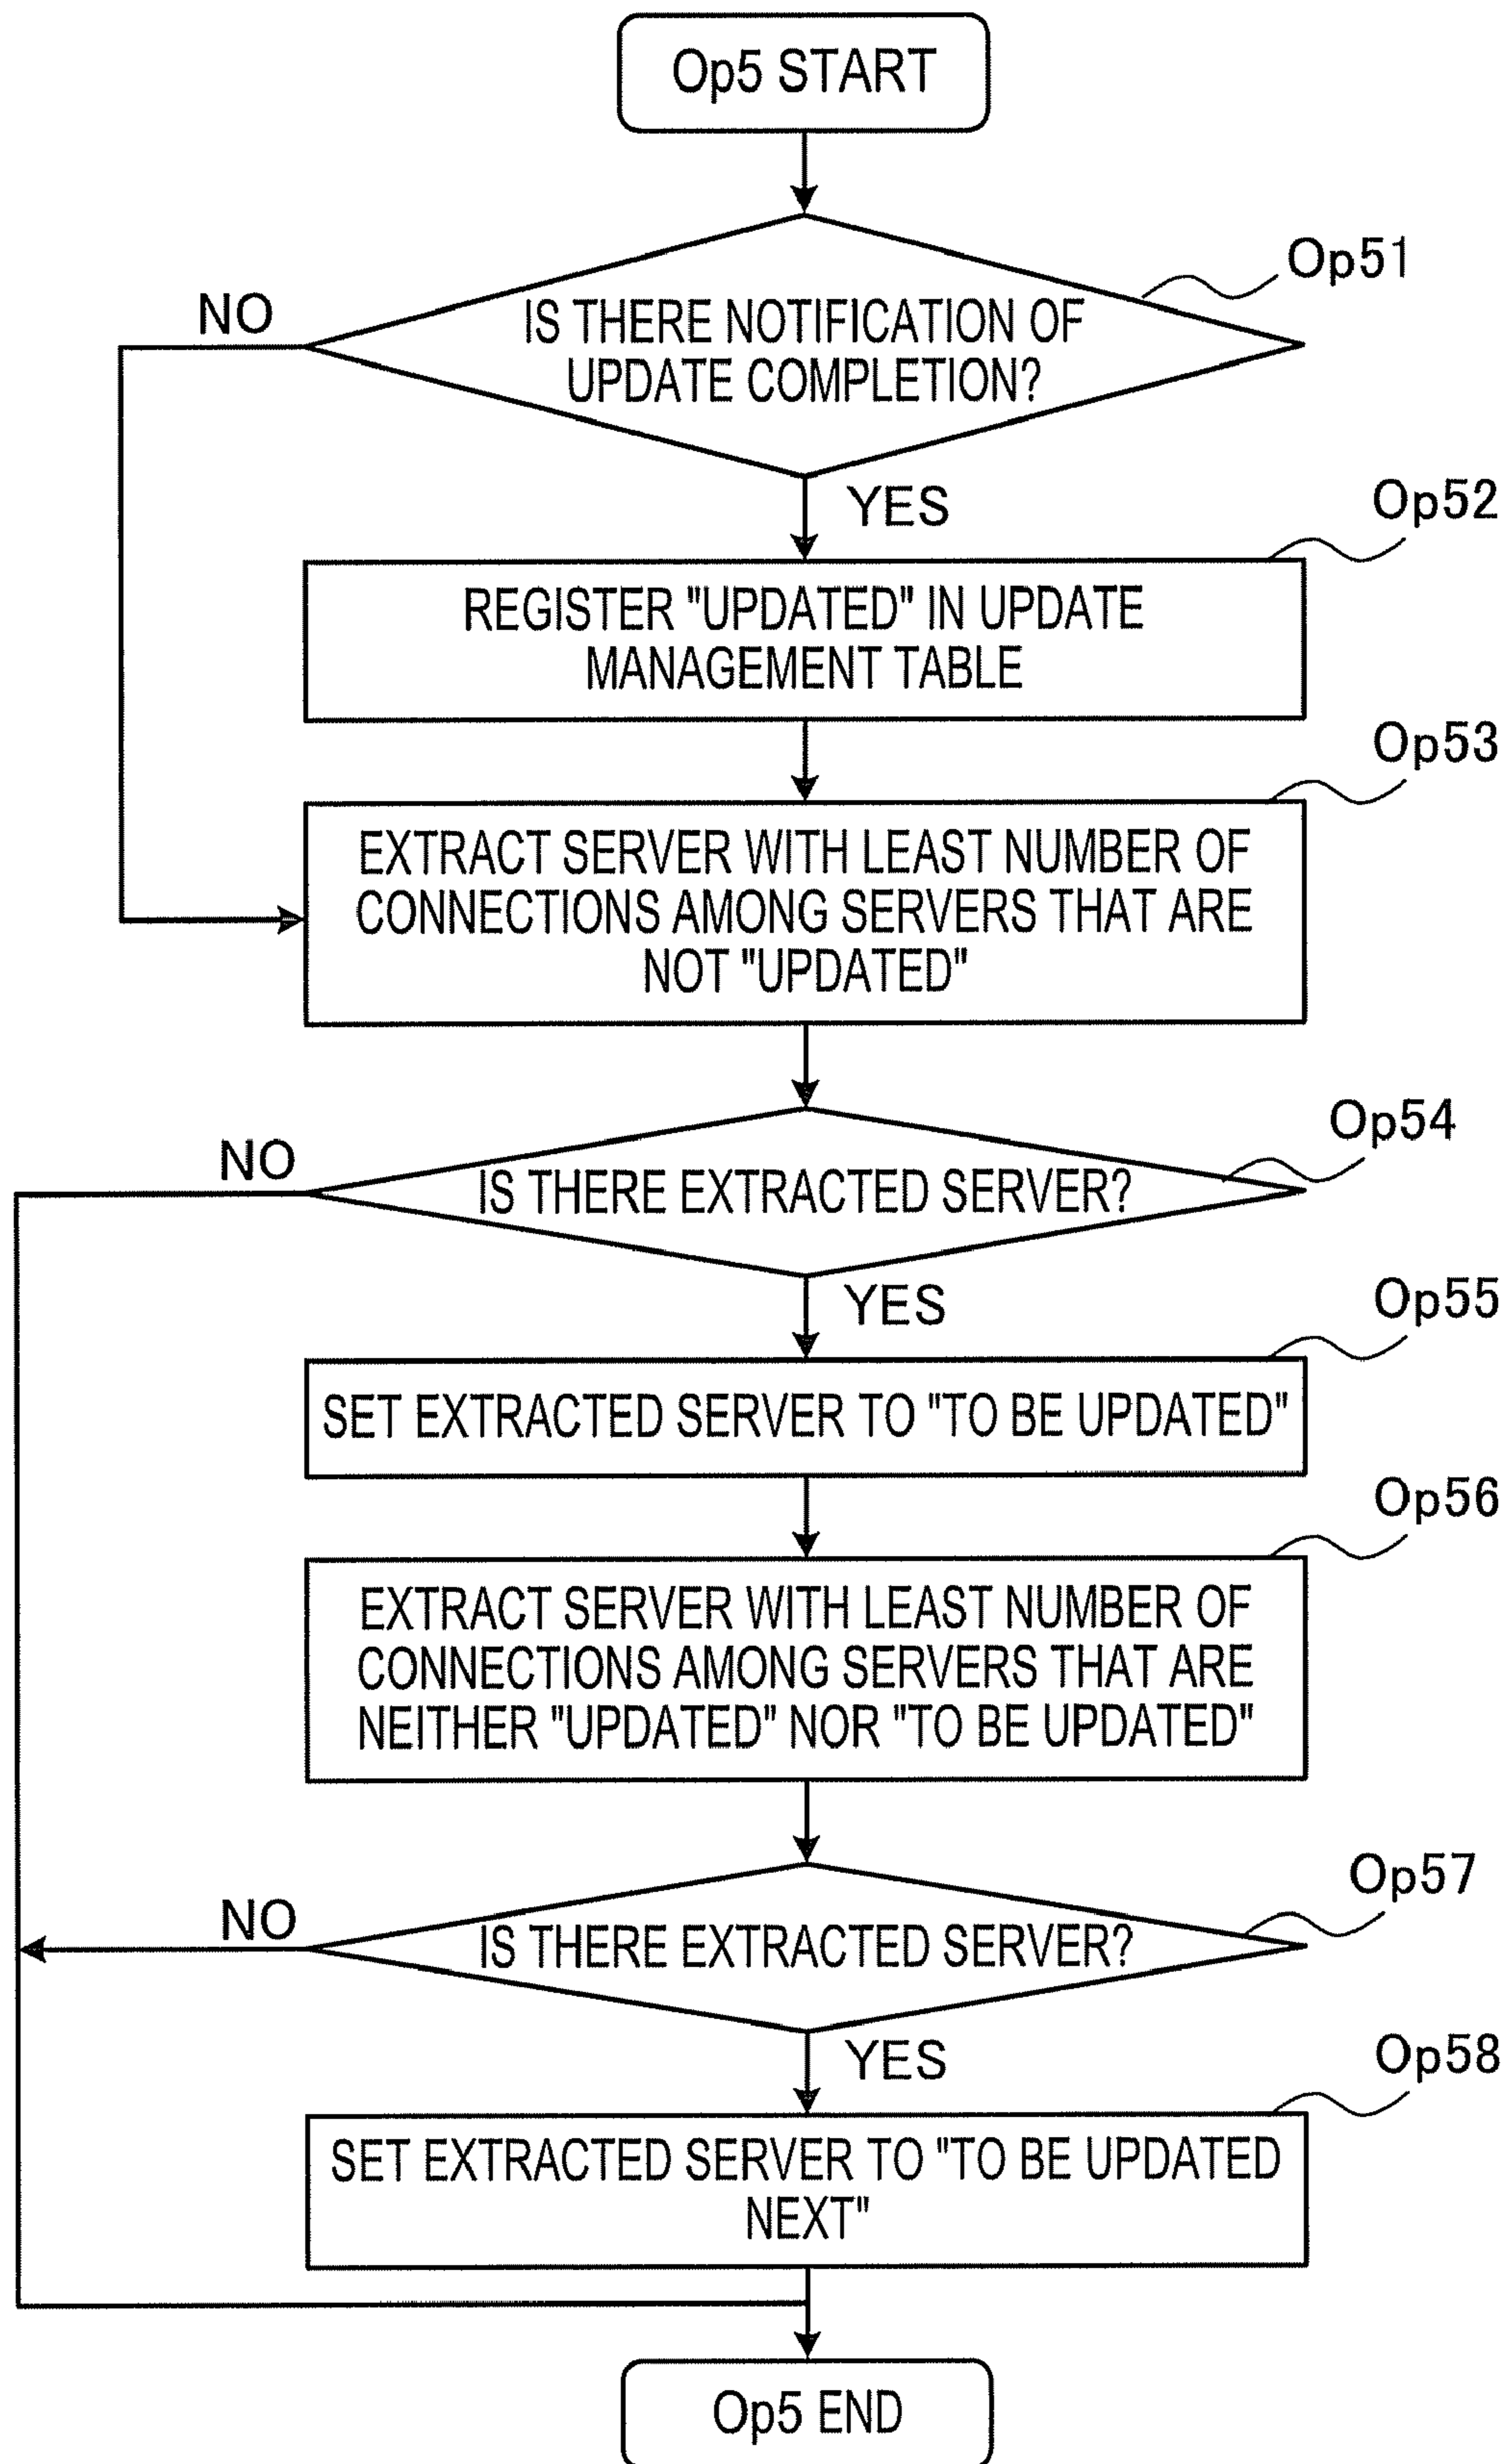 Op5 START
Op51
NO
IS THERE NOTIFICATION OF
UPDATE COMPLETION?
YES
Op52
REGISTER "UPDATED" IN UPDATE
MANAGEMENT TABLE
Op53
EXTRACT SERVER WITH LEAST NUMBER OF
CONNECTIONS AMONG SERVERS THAT ARE
NOT "UPDATED"
Op54
NO
IS THERE EXTRACTED SERVER?
YES
Op55
SET EXTRACTED SERVER TO "TO BE UPDATED"
Op56
EXTRACT SERVER WITH LEAST NUMBER OF
CONNECTIONS AMONG SERVERS THAT ARE
NEITHER "UPDATED" NOR "TO BE UPDATED"
Op57
NO
IS THERE EXTRACTED SERVER?
YES
Op58
SET EXTRACTED SERVER TO "TO BE UPDATED
NEXT"
Op5 END